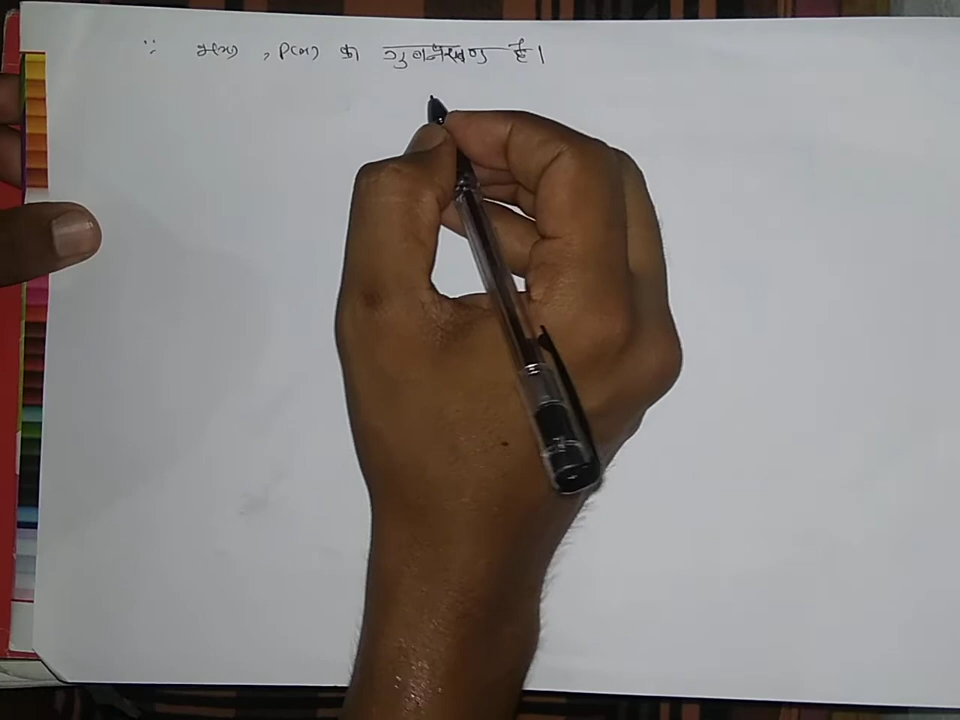 ∵ भाग, P(x) का गुणनखण्ड है।